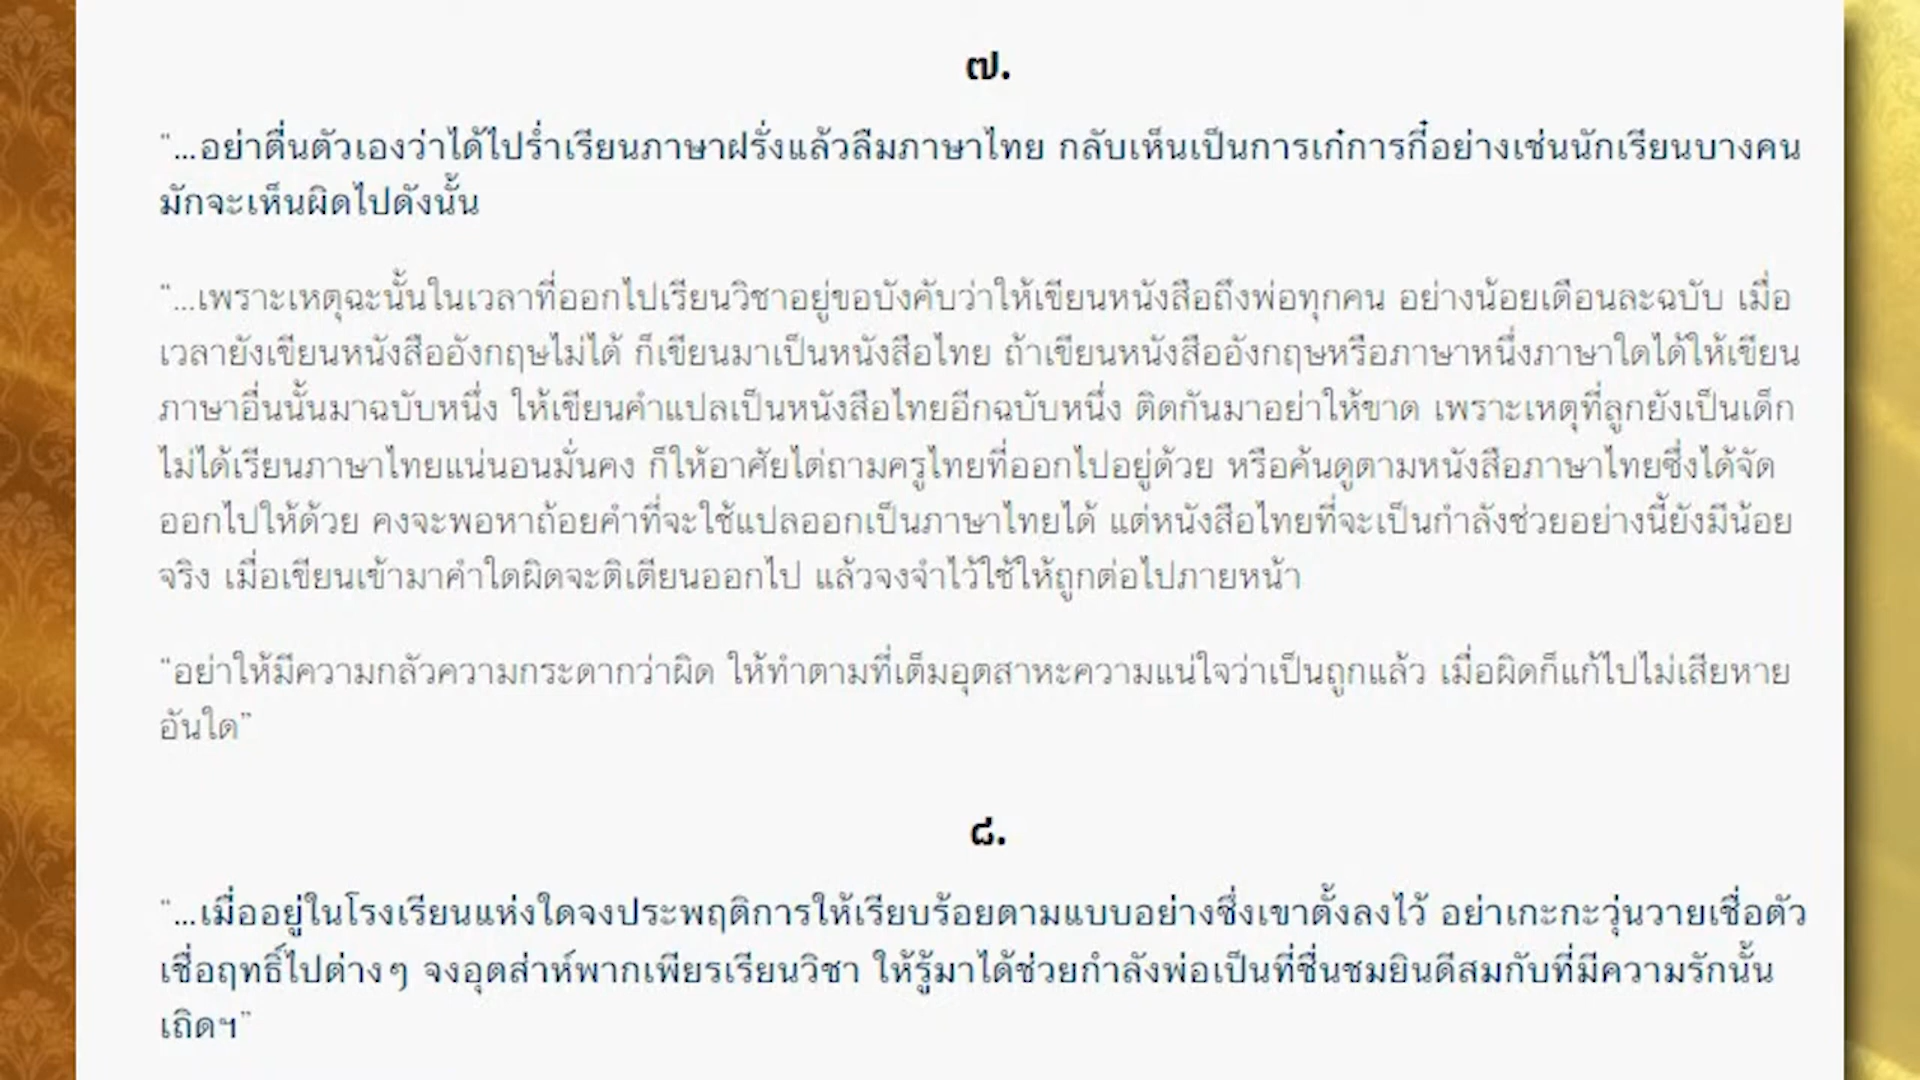 ๗.
“...อย่าตื่นตัวเองว่าได้ไปร่ำเรียนภาษาฝรั่งแล้วลืมภาษาไทย กลับเห็นเป็นการเก๋การกี๋อย่างเช่นนักเรียนบางคน
มักจะเห็นผิดไปดังนั้น
“...เพราะเหตุฉะนั้นในเวลาที่ออกไปเรียนวิชาอยู่ขอบังคับว่าให้เขียนหนังสือถึงพ่อทุกคน อย่างน้อยเดือนละฉบับ เมื่อ
เวลายังเขียนหนังสืออังกฤษไม่ได้ ก็เขียนมาเป็นหนังสือไทย ถ้าเขียนหนังสืออังกฤษหรือภาษาหนึ่งภาษาใดได้ให้เขียน
ภาษาอื่นนั้นมาฉบับหนึ่ง ให้เขียนคำแปลเป็นหนังสือไทยอีกฉบับหนึ่ง ติดกันมาอย่าให้ขาด เพราะเหตุที่ลูกยังเป็นเด็ก
ไม่ได้เรียนภาษาไทยแน่นอนมั่นคง ก็ให้อาศัยไต่ถามครูไทยที่ออกไปอยู่ด้วย หรือค้นดูตามหนังสือภาษาไทยซึ่งได้จัด
ออกไปให้ด้วย คงจะพอหาถ้อยคำที่จะใช้แปลออกเป็นภาษาไทยได้ แต่หนังสือไทยที่จะเป็นกำลังช่วยอย่างนี้ยังมีน้อย
จริง เมื่อเขียนเข้ามาคำใดผิดจะติเตียนออกไป แล้วจงจำไว้ใช้ให้ถูกต่อไปภายหน้า
“อย่าให้มีความกลัวความกระดากว่าผิด ให้ทำตามที่เต็มอุตสาหะความแน่ใจว่าเป็นถูกแล้ว เมื่อผิดก็แก้ไปไม่เสียหาย
อันใด”
๘.
“...เมื่ออยู่ในโรงเรียนแห่งใดจงประพฤติการให้เรียบร้อยตามแบบอย่างซึ่งเขาตั้งลงไว้ อย่าเกะกะวุ่นวายเชื่อตัว
เชื่อฤทธิ์ไปต่างๆ จงอุตส่าห์พากเพียรเรียนวิชา ให้รู้มาได้ช่วยกำลังพ่อเป็นที่ชื่นชมยินดีสมกับที่มีความรักนั้น
เถิดฯ”